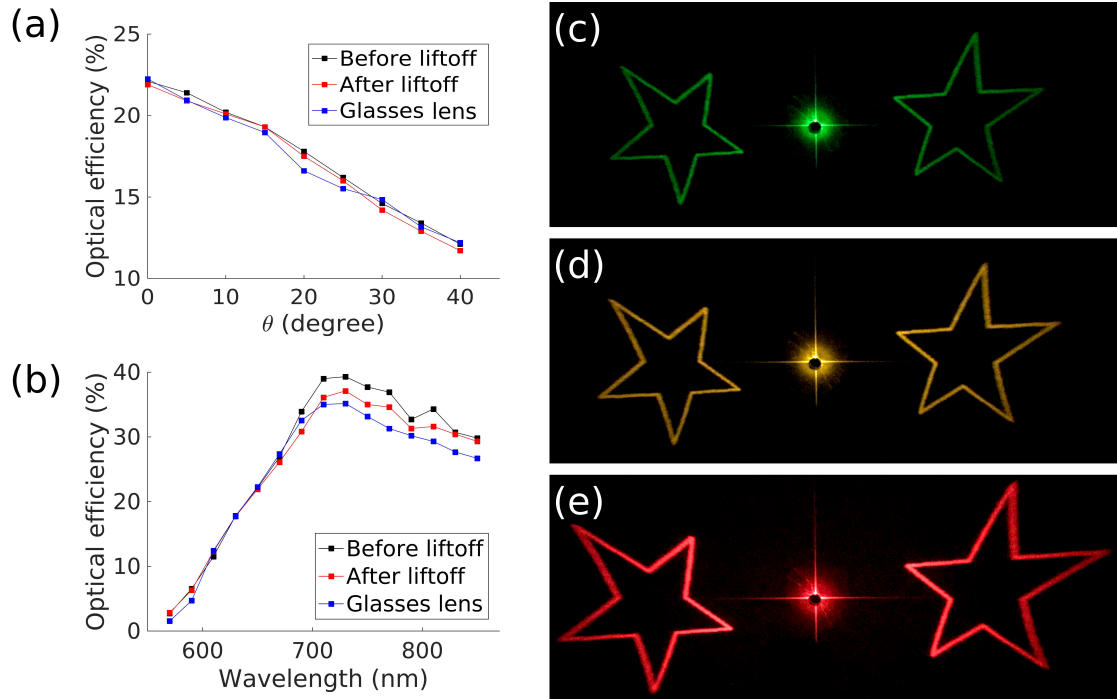 (a)
25
20
15
10
Optical efficiency (%)
Before liftoff
After liftoff
Glasses lens
0 10 20 30 40
θ (degree)
(b)
40
30
20
10
0
Optical efficiency (%)
Before liftoff
After liftoff
Glasses lens
600 700 800
Wavelength (nm)
(c)
(d)
(e)